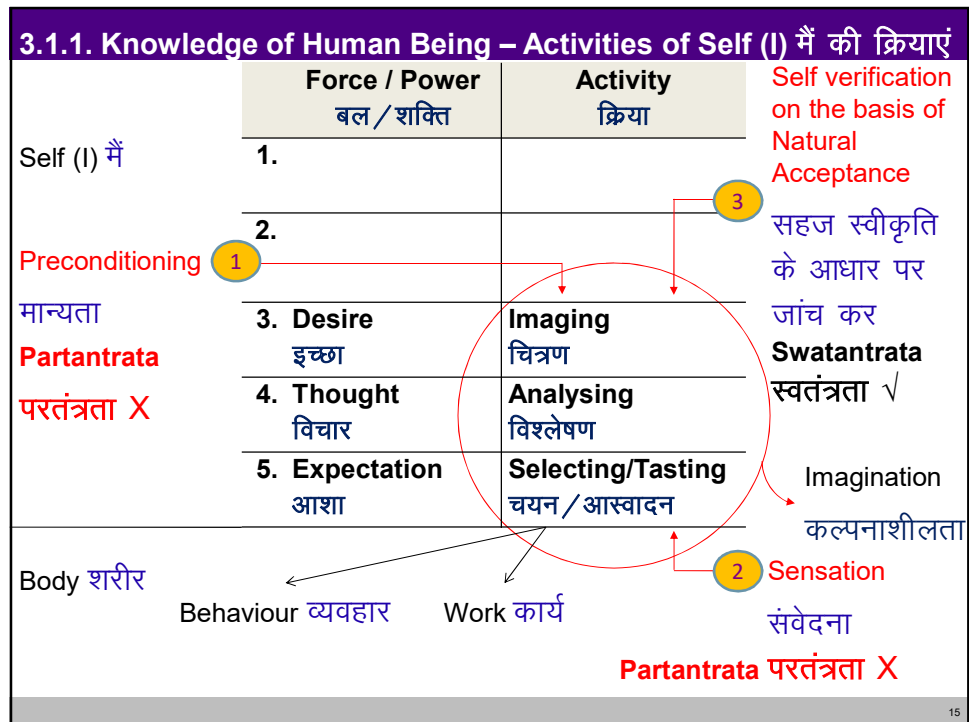 3.1.1. Knowledge of Human Being – Activities of Self (I) मैं की क्रियाएं
Force / Power
बल / शक्ति
Activity
क्रिया
Self verification
on the basis of
Natural
Acceptance
सहज स्वीकृति
के आधार पर
जांच कर
Swatantrata
स्वतंत्रता √
Self (I) मैं
1.
3
2.
Preconditioning
1
मान्यता
Partantrata
परतंत्रता X
3. Desire
इच्छा
Imaging
चित्रण
4. Thought
विचार
Analysing
विश्लेषण
5. Expectation
आशा
Selecting/Tasting
चयन / आस्वादन
Imagination
कल्पनाशीलता
Body शरीर
Behaviour व्यवहार
Work कार्य
2
Sensation
संवेदना
Partantrata परतंत्रता X
15